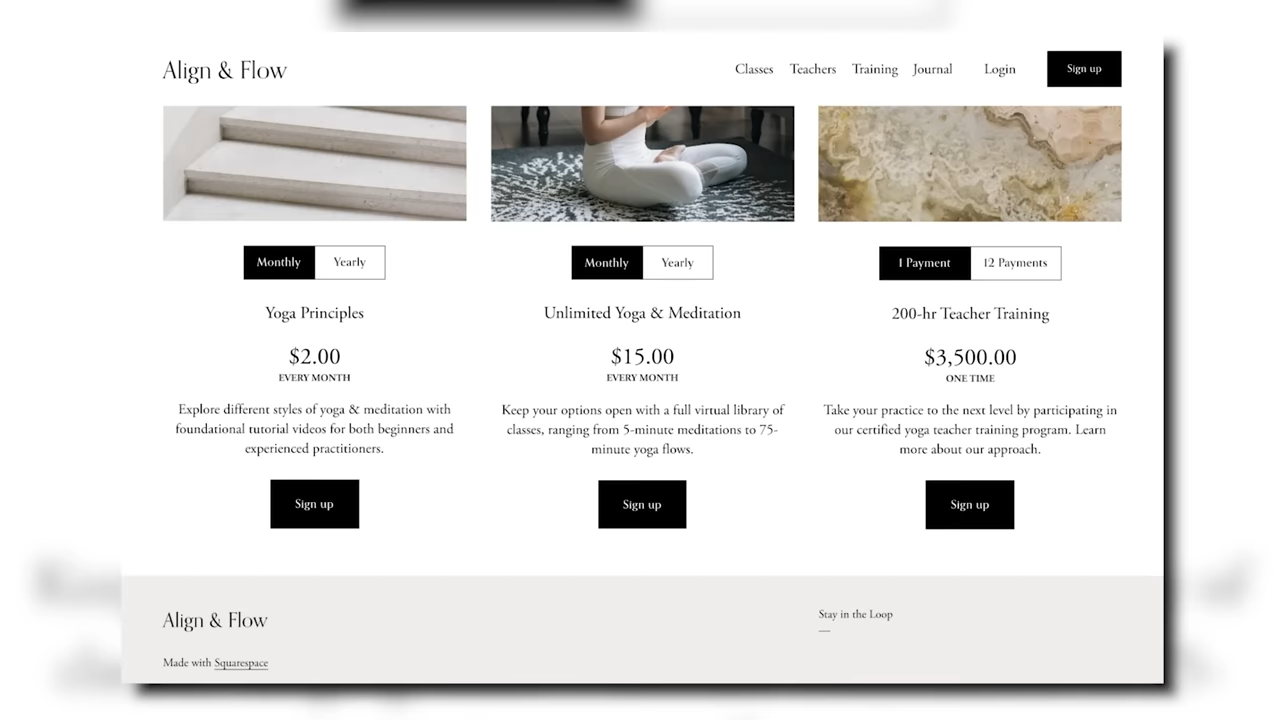 Align & Flow
Classes Teachers Training Journal Login Sign up
Monthly Yearly
Yoga Principles
$2.00
EVERY MONTH
Explore different styles of yoga & meditation with
foundational tutorial videos for both beginners and
experienced practitioners.
Sign up
Monthly Yearly
Unlimited Yoga & Meditation
$15.00
EVERY MONTH
Keep your options open with a full virtual library of
classes, ranging from 5-minute meditations to 75-
minute yoga flows.
Sign up
1 Payment 12 Payments
200-hr Teacher Training
$3,500.00
ONE TIME
Take your practice to the next level by participating in
our certified yoga teacher training program. Learn
more about our approach.
Sign up
Align & Flow
Made with Squarespace
Stay in the Loop